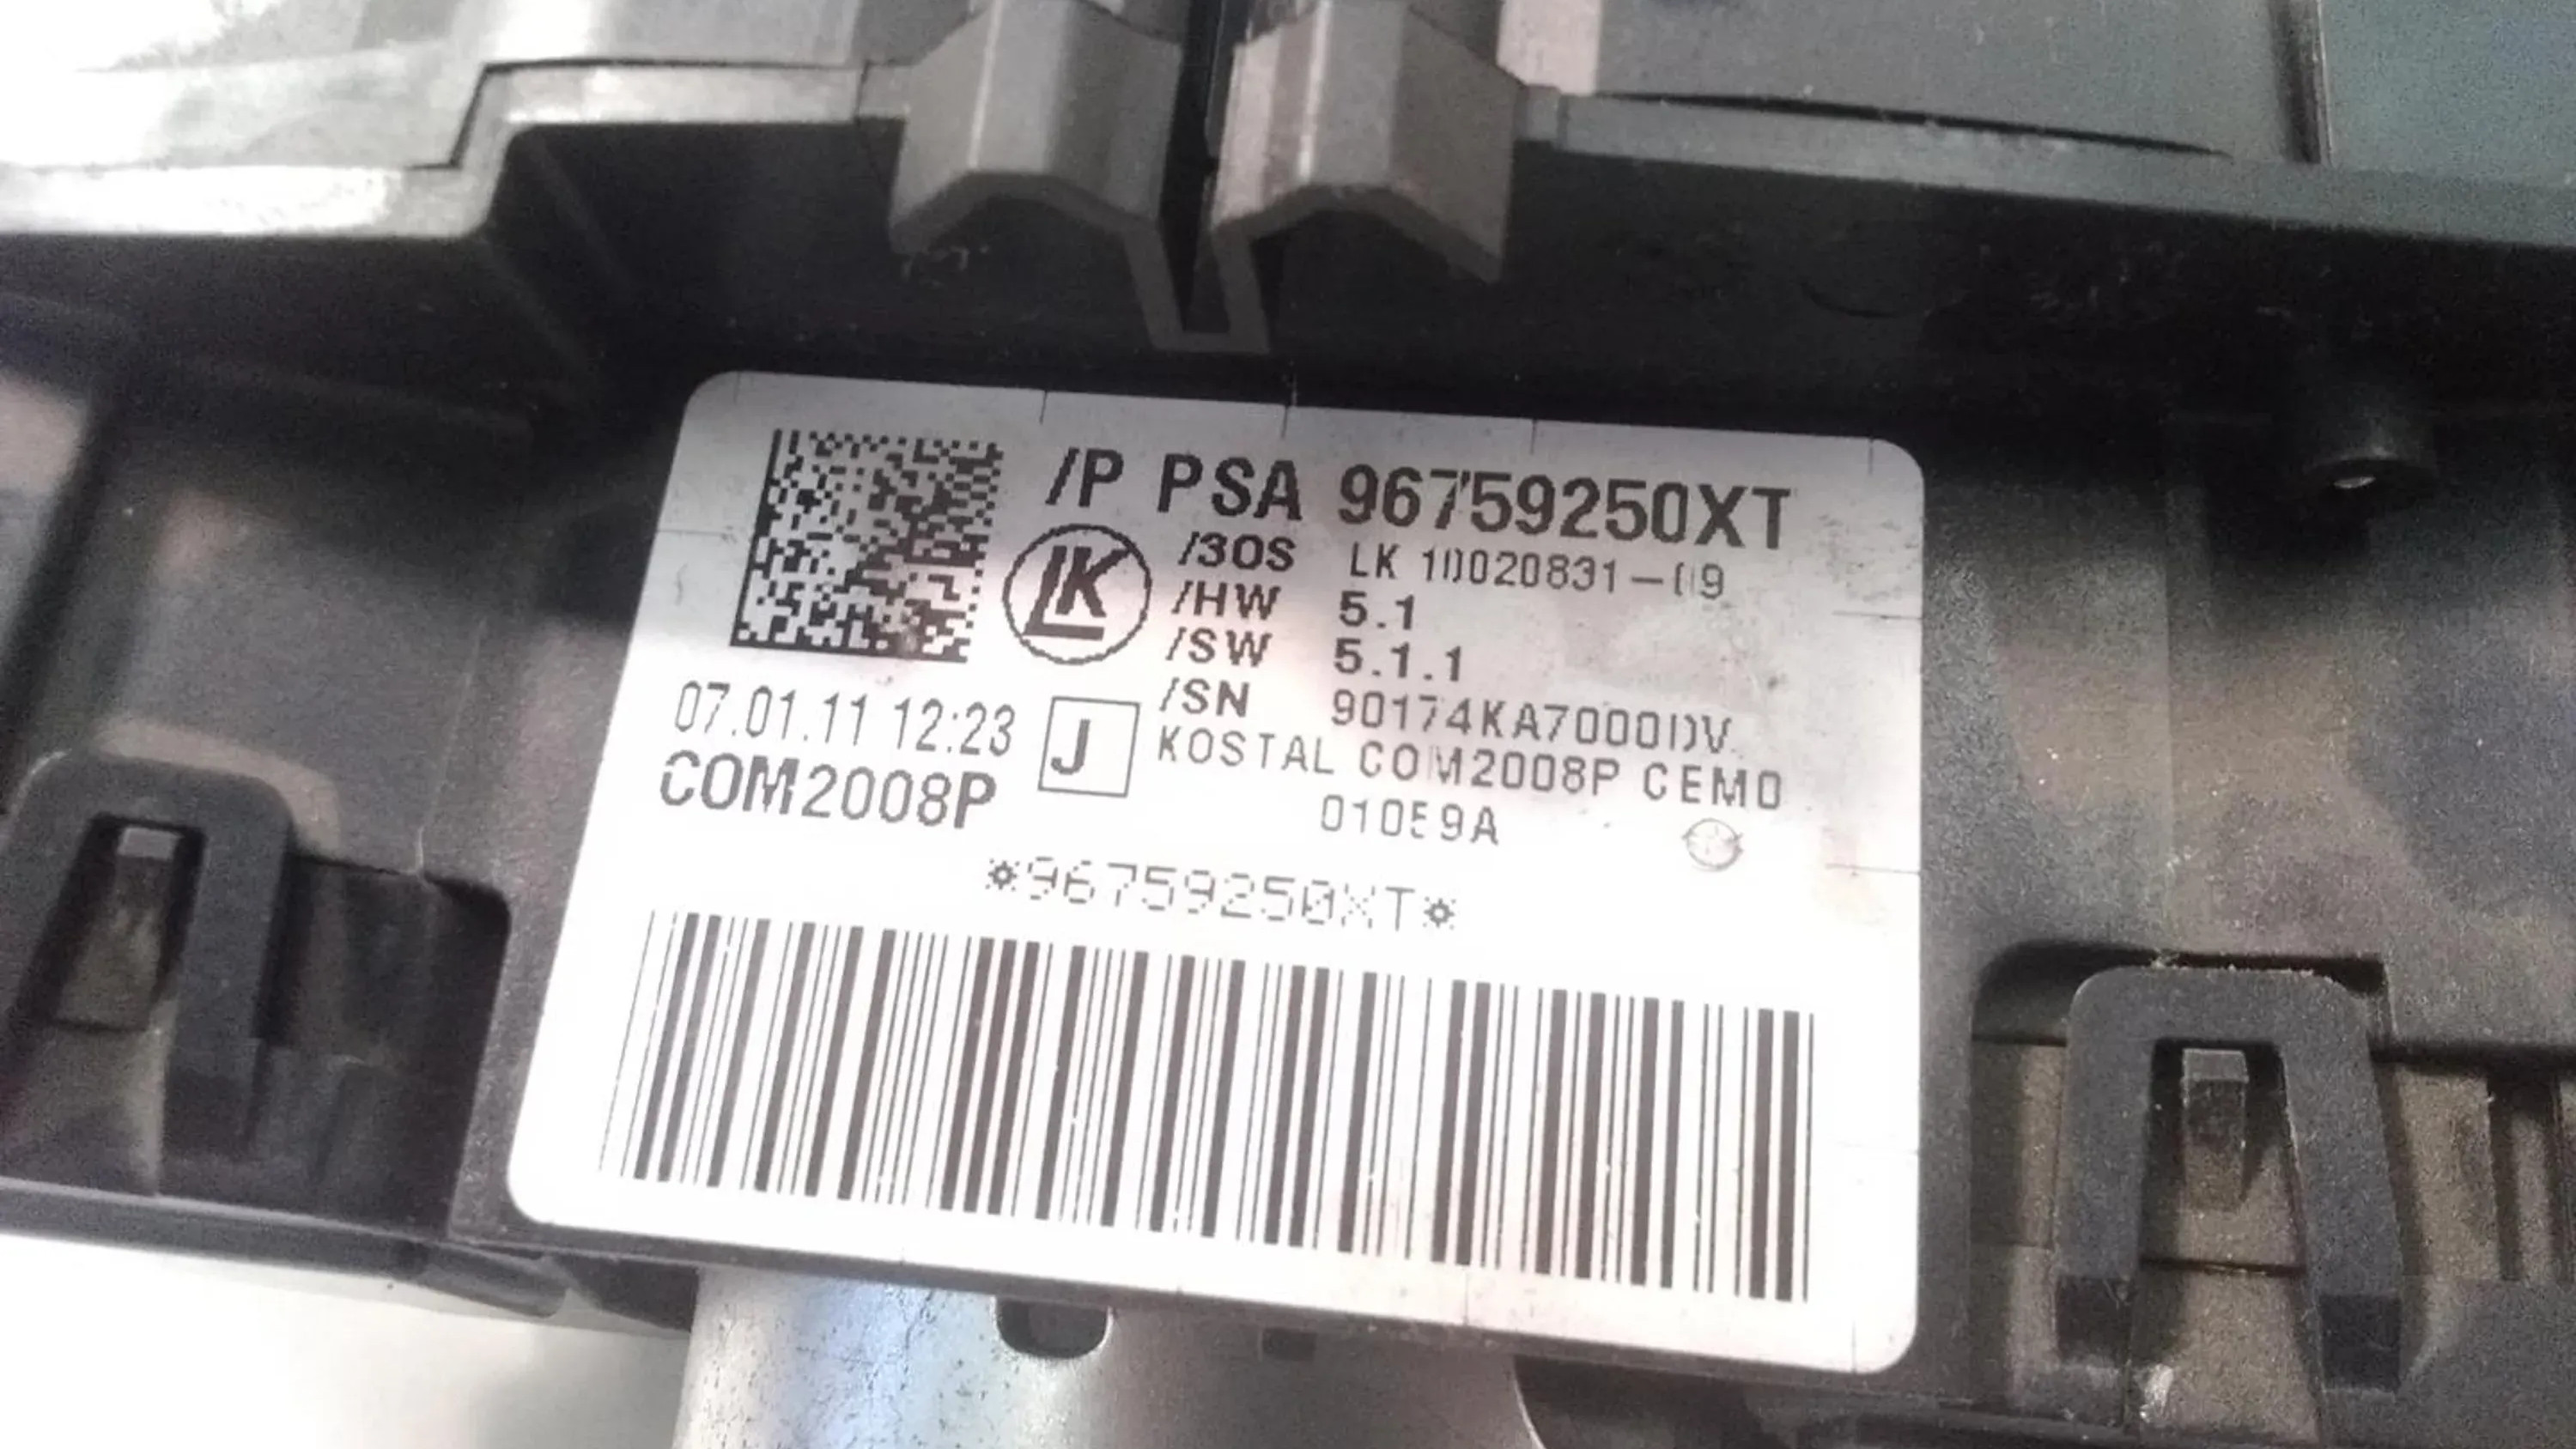 /P PSA 96759250XT
/30S LK 10020831-09
LK
/HW 5.1
/SW 5.1.1
/SN 90174KA7000DV
07.01.11 12:23
J
KOSTAL COM2008P CEM0
COM2008P
01059A
*96759250XT*